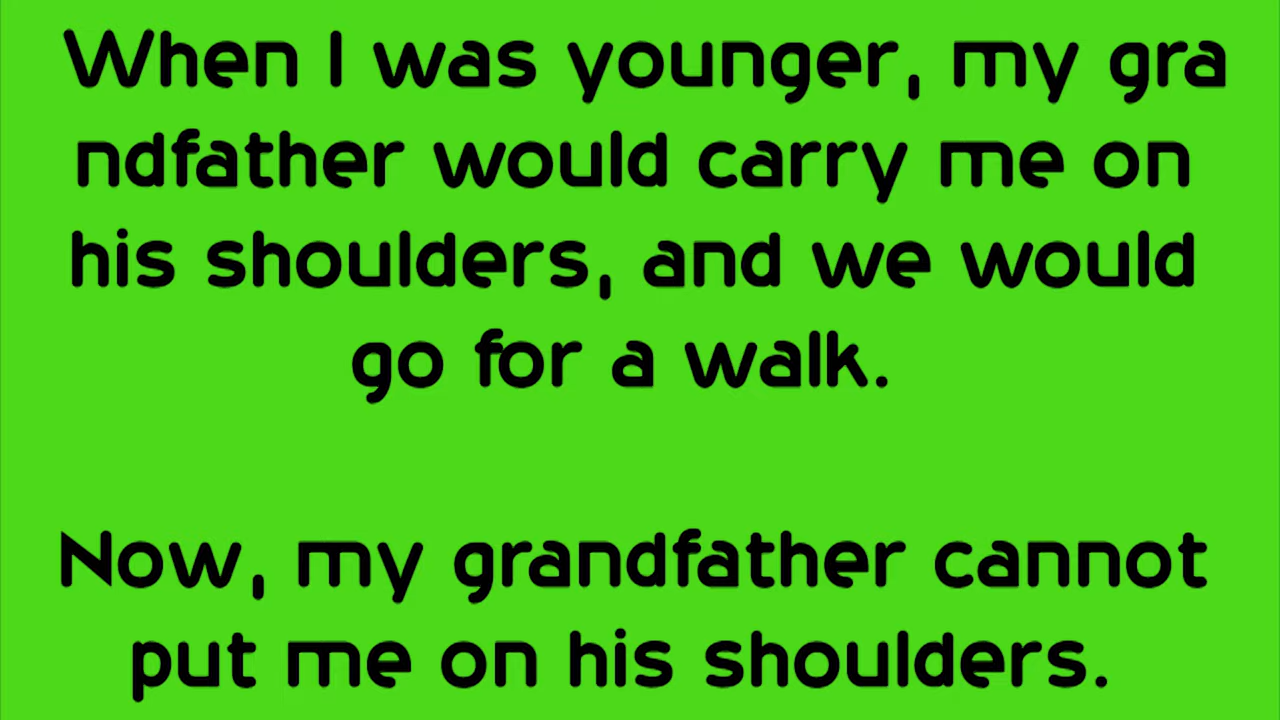 When I was younger, my gra
ndfather would carry me on
his shoulders, and we would
go for a walk.
Now, my grandfather cannot
put me on his shoulders.